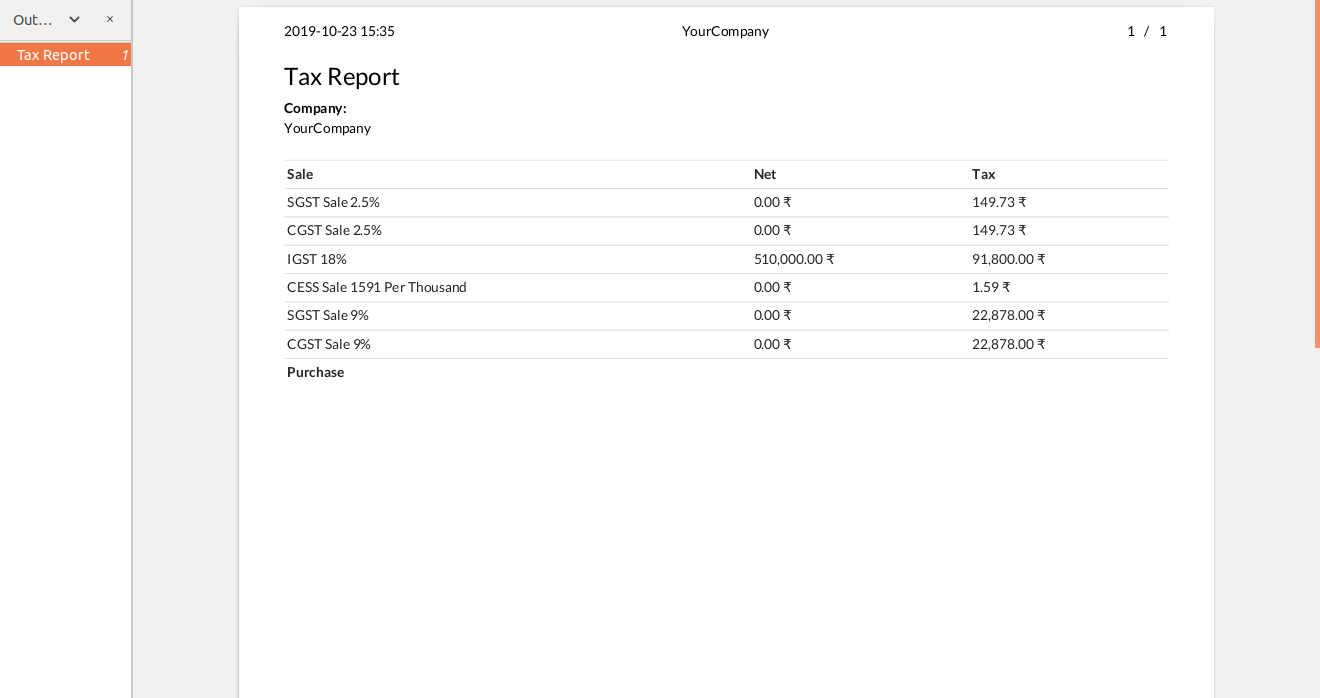 Out... ×
Tax Report 1
2019-10-23 15:35 YourCompany 1 / 1
Tax Report
Company:
YourCompany
Sale Net Tax
SGST Sale 2.5% 0.00 ₹ 149.73 ₹
CGST Sale 2.5% 0.00 ₹ 149.73 ₹
IGST 18% 510,000.00 ₹ 91,800.00 ₹
CESS Sale 1591 Per Thousand 0.00 ₹ 1.59 ₹
SGST Sale 9% 0.00 ₹ 22,878.00 ₹
CGST Sale 9% 0.00 ₹ 22,878.00 ₹
Purchase